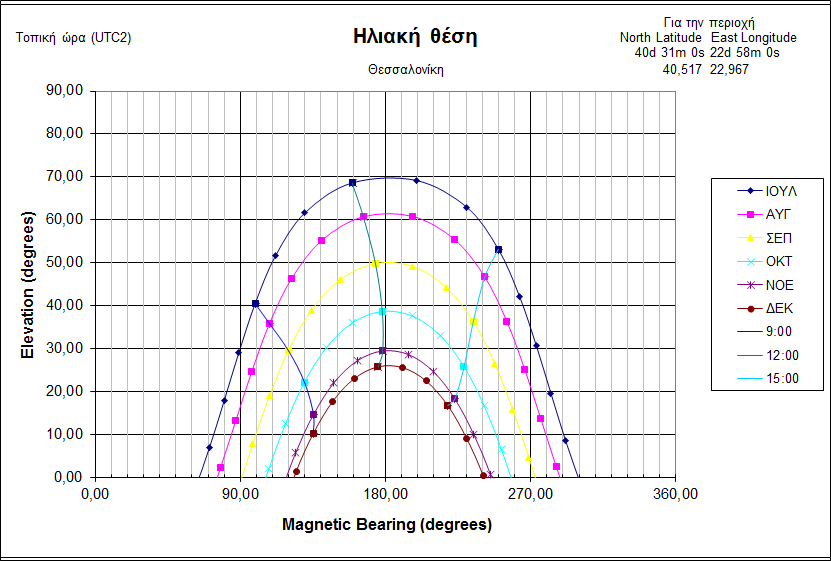 Τοπική ώρα (UTC2)
Ηλιακή θέση
Για την περιοχή
North Latitude East Longitude
40d 31m 0s 22d 58m 0s
Θεσσαλονίκη
40,517 22,967
90,00
80,00
70,00
60,00
50,00
40,00
30,00
20,00
10,00
0,00
Elevation (degrees)
0,00 90,00 180,00 270,00 360,00
Magnetic Bearing (degrees)
ΙΟΥΛ
ΑΥΓ
ΣΕΠ
ΟΚΤ
ΝΟΕ
ΔΕΚ
9:00
12:00
15:00